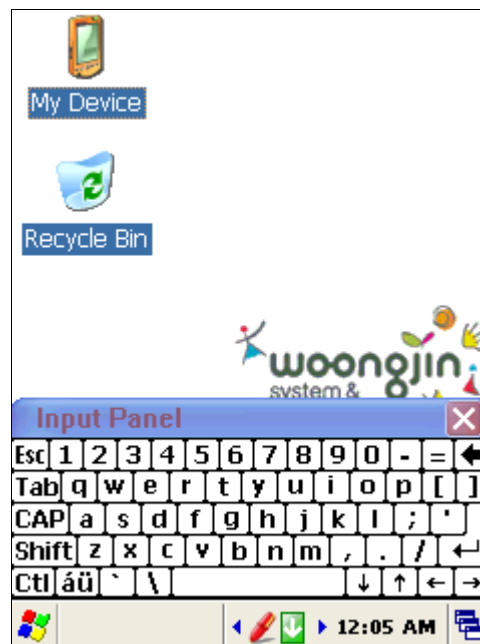 My Device
Recycle Bin
woongjin
system &
Input Panel
Esc 1 2 3 4 5 6 7 8 9 0 - =
Tab q w e r t y u i o p [ ]
CAP a s d f g h j k l ; '
Shift z x c v b n m , . /
Ctl áü ` \
12:05 AM